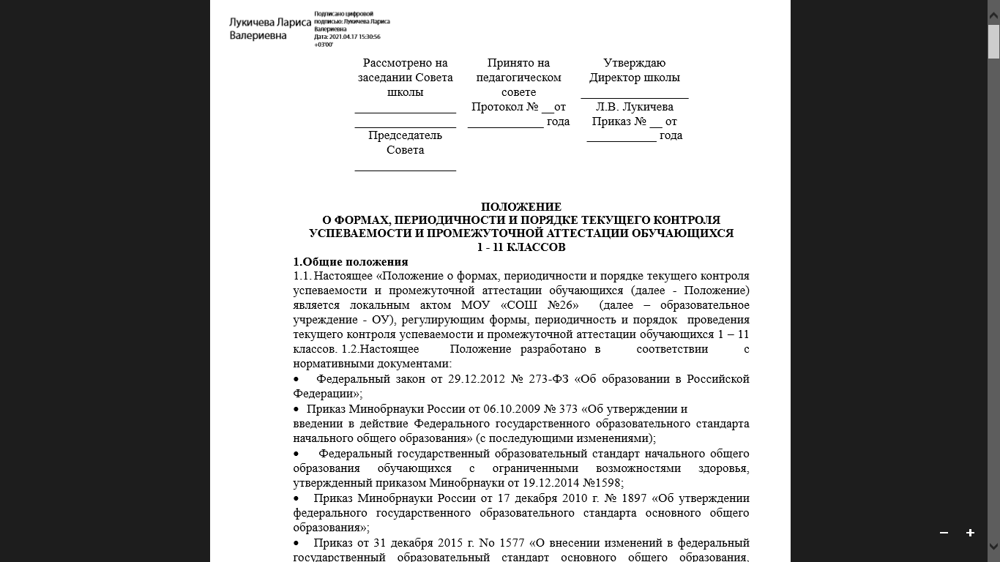 Лукичева Лариса
Валериевна
Подписано цифровой
подписью: Лукичева Лариса
Валериевна
Дата: 2021.04.17 15:30:56
+03'00'
Рассмотрено на
заседании Совета
школы
________________
________________
Председатель
Совета
________________
Принято на
педагогическом
совете
Протокол № __от
____________ года
Утверждаю
Директор школы
_________________
Л.В. Лукичева
Приказ № __ от
___________ года
ПОЛОЖЕНИЕ
О ФОРМАХ, ПЕРИОДИЧНОСТИ И ПОРЯДКЕ ТЕКУЩЕГО КОНТРОЛЯ
УСПЕВАЕМОСТИ И ПРОМЕЖУТОЧНОЙ АТТЕСТАЦИИ ОБУЧАЮЩИХСЯ
1 - 11 КЛАССОВ
1.Общие положения
1.1. Настоящее «Положение о формах, периодичности и порядке текущего контроля
успеваемости и промежуточной аттестации обучающихся (далее - Положение)
является локальным актом МОУ «СОШ №26» (далее – образовательное
учреждение - ОУ), регулирующим формы, периодичность и порядок проведения
текущего контроля успеваемости и промежуточной аттестации обучающихся 1 – 11
классов. 1.2.Настоящее Положение разработано в соответствии с
нормативными документами:
• Федеральный закон от 29.12.2012 № 273-ФЗ «Об образовании в Российской
Федерации»;
• Приказ Минобрнауки России от 06.10.2009 № 373 «Об утверждении и
введении в действие Федерального государственного образовательного стандарта
начального общего образования» (с последующими изменениями);
• Федеральный государственный образовательный стандарт начального общего
образования обучающихся с ограниченными возможностями здоровья,
утвержденный приказом Минобрнауки от 19.12.2014 №1598;
• Приказ Минобрнауки России от 17 декабря 2010 г. № 1897 «Об утверждении
федерального государственного образовательного стандарта основного общего
образования»;
• Приказ от 31 декабря 2015 г. No 1577 «О внесении изменений в федеральный
государственный образовательный стандарт основного общего образования,